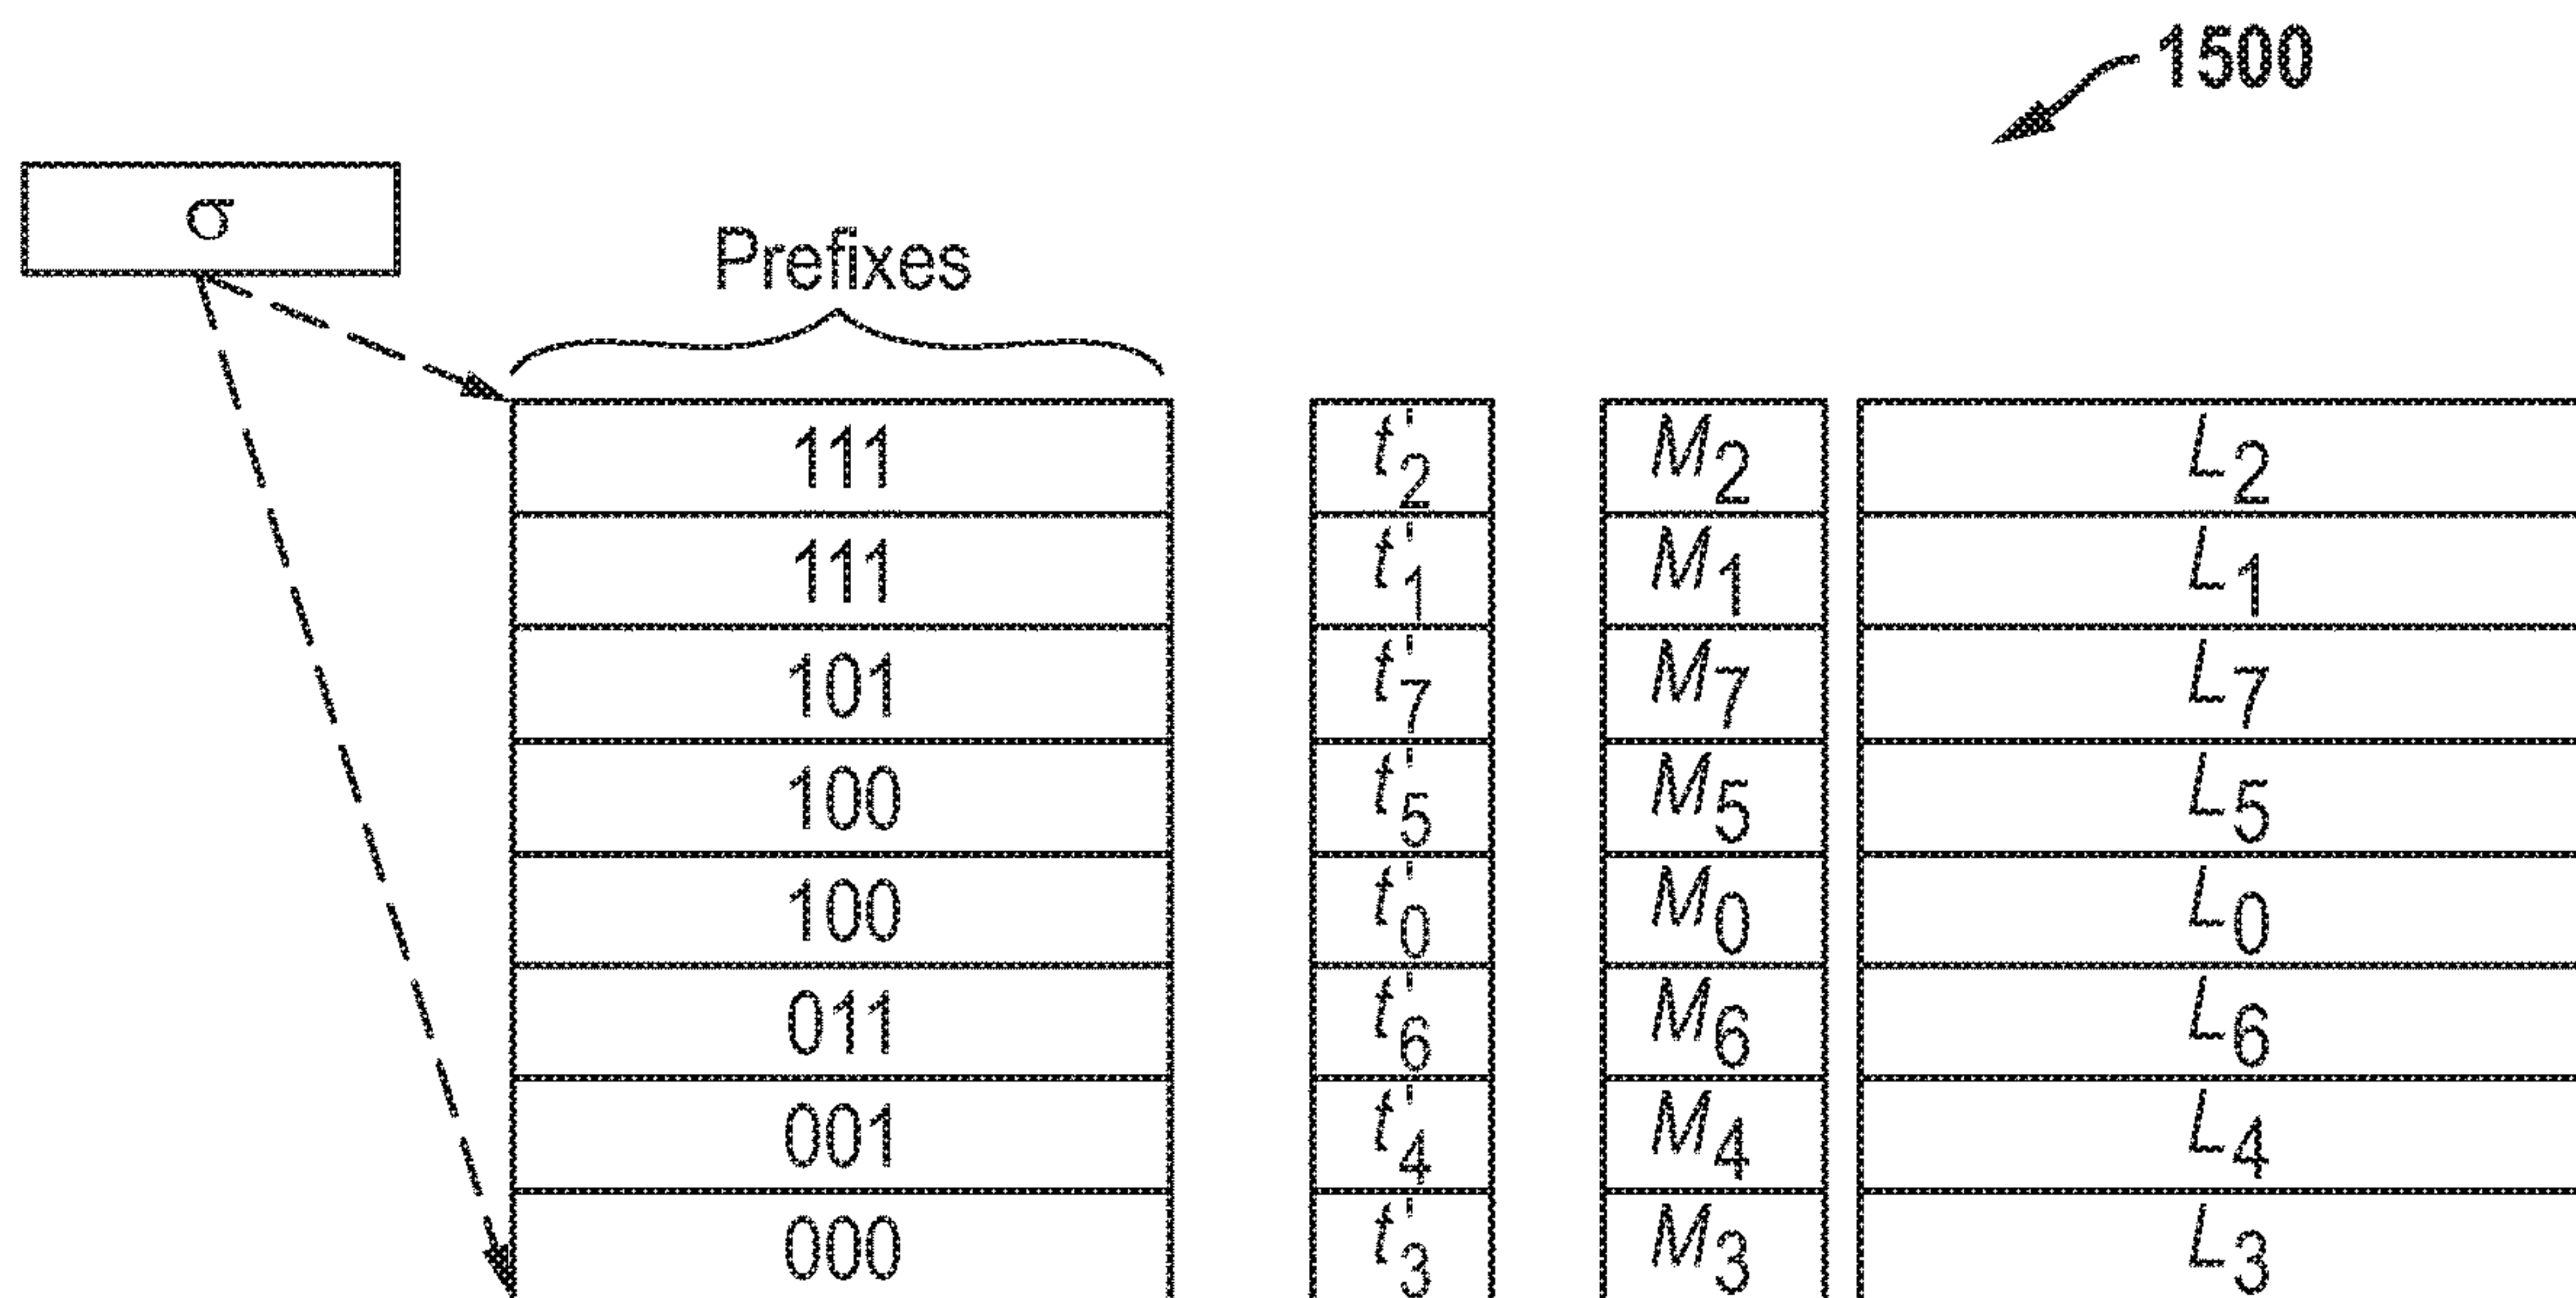 1500
σ
Prefixes
111 t'2 M2 L2
111 t'1 M1 L1
101 t'7 M7 L7
100 t'5 M5 L5
100 t'0 M0 L0
011 t'6 M6 L6
001 t'4 M4 L4
000 t'3 M3 L3